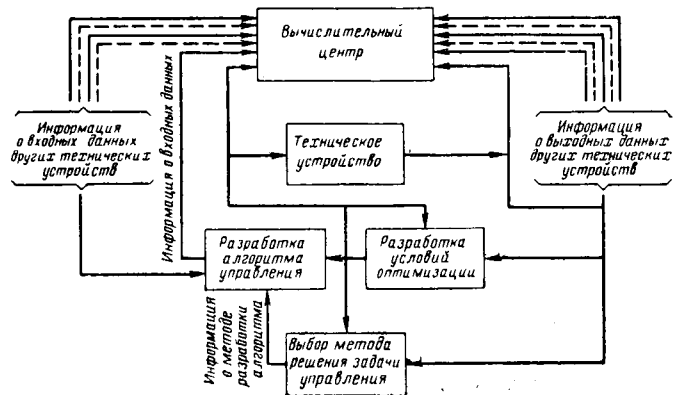 Вычислительный
центр
Информация
о входных данных
других технических
устройств
Информация о входных данных
Техническое
устройство
Информация
о выходных данных
других технических
устройств
Разработка
алгоритма
управления
Разработка
условий
оптимизации
Информация
о методе
разработки
алгоритма
Выбор метода
решения задачи
управления